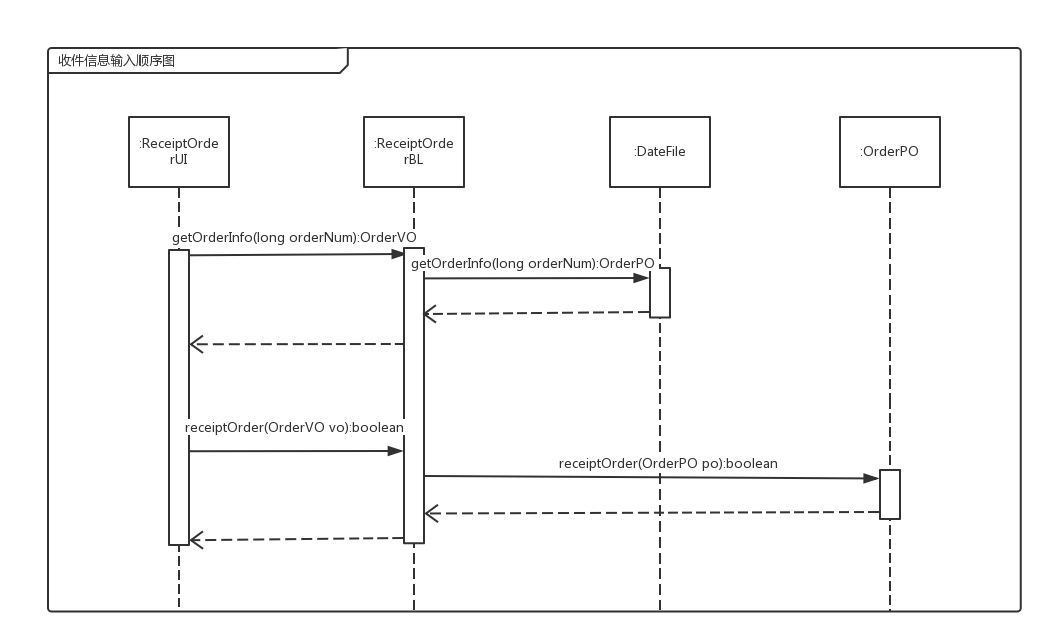 收件信息输入顺序图
:ReceiptOrde
rUI
:ReceiptOrde
rBL
:DateFile
:OrderPO
getOrderInfo(long orderNum):OrderVO
getOrderInfo(long orderNum):OrderPO
receiptOrder(OrderVO vo):boolean
receiptOrder(OrderPO po):boolean